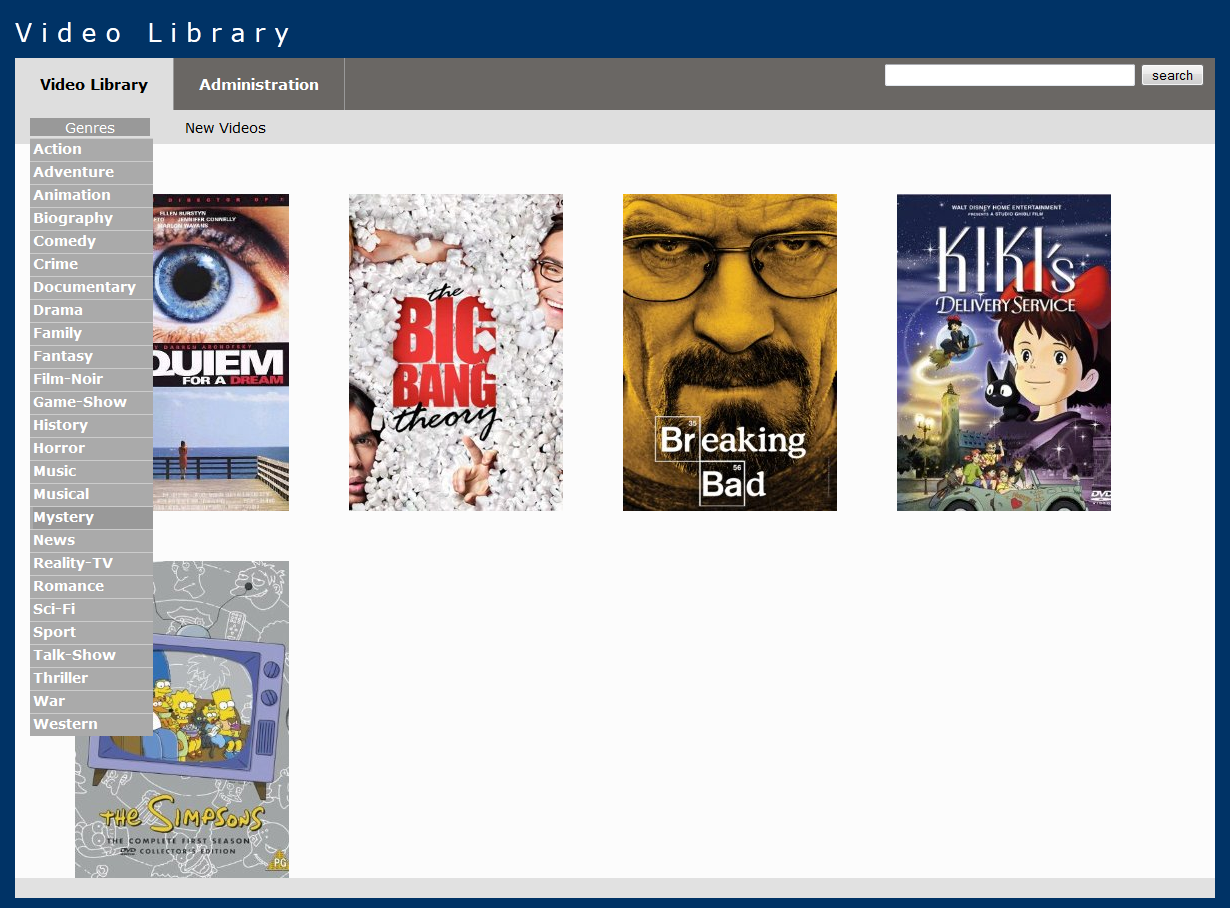 Video Library
Video Library
Administration
search
Genres
New Videos
Action
Adventure
Animation
Biography
Comedy
Crime
Documentary
Drama
Family
Fantasy
Film-Noir
Game-Show
History
Horror
Music
Musical
Mystery
News
Reality-TV
Romance
Sci-Fi
Sport
Talk-Show
Thriller
War
Western
DIRECTOR OF
ELLEN BURSTYN
JENNIFER CONNELLY
MARLON WAYANS
DARREN ARONOFSKY
QUIEM
FOR A DREAM
the
BIG
BANG
theory
35
Breaking
56
Bad
WALT DISNEY HOME ENTERTAINMENT
PRESENTS A STUDIO GHIBLI FILM
KIKI's
DELIVERY SERVICE
DVD
VIDEO
THE SIMPSONS
THE COMPLETE FIRST SEASON
DVD COLLECTOR'S EDITION
PG